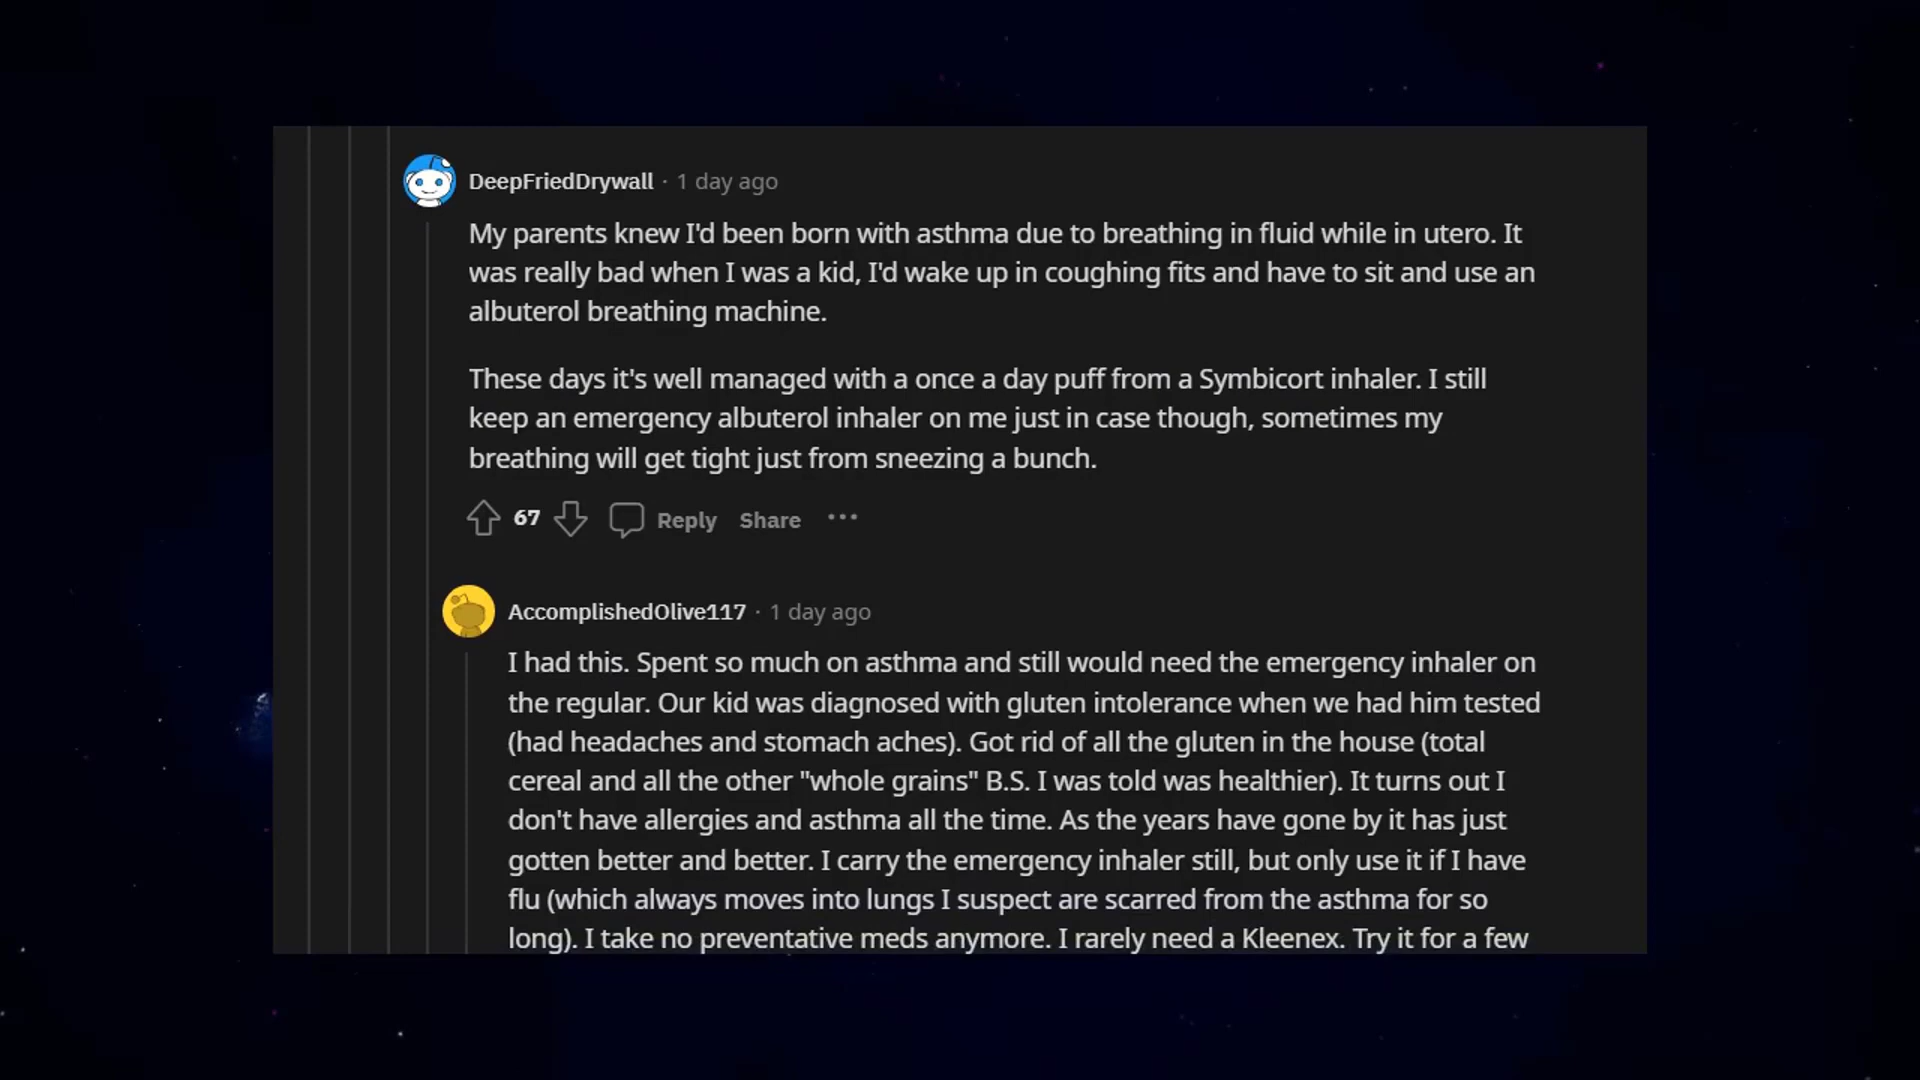 DeepFriedDrywall · 1 day ago
My parents knew I'd been born with asthma due to breathing in fluid while in utero. It
was really bad when I was a kid, I'd wake up in coughing fits and have to sit and use an
albuterol breathing machine.
These days it's well managed with a once a day puff from a Symbicort inhaler. I still
keep an emergency albuterol inhaler on me just in case though, sometimes my
breathing will get tight just from sneezing a bunch.
67 Reply Share ···
AccomplishedOlive117 · 1 day ago
I had this. Spent so much on asthma and still would need the emergency inhaler on
the regular. Our kid was diagnosed with gluten intolerance when we had him tested
(had headaches and stomach aches). Got rid of all the gluten in the house (total
cereal and all the other "whole grains" B.S. I was told was healthier). It turns out I
don't have allergies and asthma all the time. As the years have gone by it has just
gotten better and better. I carry the emergency inhaler still, but only use it if I have
flu (which always moves into lungs I suspect are scarred from the asthma for so
long). I take no preventative meds anymore. I rarely need a Kleenex. Try it for a few